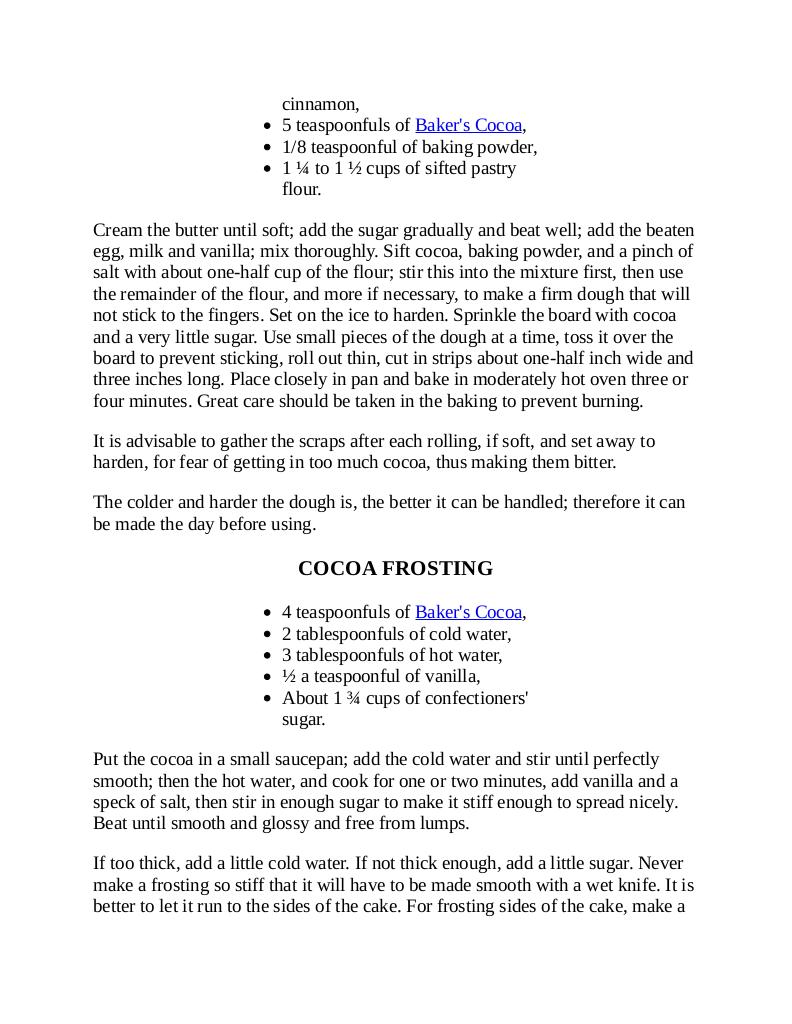 cinnamon,
• 5 teaspoonfuls of Baker's Cocoa,
• 1/8 teaspoonful of baking powder,
• 1 ¼ to 1 ½ cups of sifted pastry
flour.
Cream the butter until soft; add the sugar gradually and beat well; add the beaten
egg, milk and vanilla; mix thoroughly. Sift cocoa, baking powder, and a pinch of
salt with about one-half cup of the flour; stir this into the mixture first, then use
the remainder of the flour, and more if necessary, to make a firm dough that will
not stick to the fingers. Set on the ice to harden. Sprinkle the board with cocoa
and a very little sugar. Use small pieces of the dough at a time, toss it over the
board to prevent sticking, roll out thin, cut in strips about one-half inch wide and
three inches long. Place closely in pan and bake in moderately hot oven three or
four minutes. Great care should be taken in the baking to prevent burning.
It is advisable to gather the scraps after each rolling, if soft, and set away to
harden, for fear of getting in too much cocoa, thus making them bitter.
The colder and harder the dough is, the better it can be handled; therefore it can
be made the day before using.
COCOA FROSTING
• 4 teaspoonfuls of Baker's Cocoa,
• 2 tablespoonfuls of cold water,
• 3 tablespoonfuls of hot water,
• ½ a teaspoonful of vanilla,
• About 1 ¾ cups of confectioners'
sugar.
Put the cocoa in a small saucepan; add the cold water and stir until perfectly
smooth; then the hot water, and cook for one or two minutes, add vanilla and a
speck of salt, then stir in enough sugar to make it stiff enough to spread nicely.
Beat until smooth and glossy and free from lumps.
If too thick, add a little cold water. If not thick enough, add a little sugar. Never
make a frosting so stiff that it will have to be made smooth with a wet knife. It is
better to let it run to the sides of the cake. For frosting sides of the cake, make a